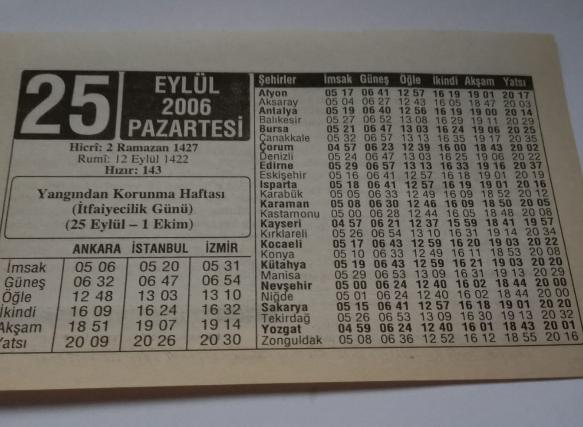 25
EYLÜL
2006
PAZARTESİ
Hicrî: 2 Ramazan 1427
Rumî: 12 Eylül 1422
Hızır: 143
Yangından Korunma Haftası
(İtfaiyecilik Günü)
(25 Eylül – 1 Ekim)
ANKARA İSTANBUL İZMİR
İmsak 05 06 05 20 05 31
Güneş 06 32 06 47 06 54
Öğle 12 48 13 03 13 10
İkindi 16 09 16 24 16 32
Akşam 18 51 19 07 19 14
Yatsı 20 09 20 26 20 30
Şehirler İmsak Güneş Öğle İkindi Akşam Yatsı
Afyon 05 17 06 41 12 57 16 19 19 01 20 17
Aksaray 05 04 06 27 12 43 16 05 18 47 20 03
Antalya 05 19 06 40 12 56 16 19 19 00 20 14
Balıkesir 05 27 06 52 13 08 16 29 19 11 20 29
Bursa 05 21 06 47 13 03 16 24 19 06 20 25
Çanakkale 05 32 06 57 13 13 16 35 19 17 20 35
Çorum 04 57 06 23 12 39 16 00 18 43 20 02
Denizli 05 24 06 47 13 03 16 25 19 06 20 22
Edirne 05 29 06 57 13 13 16 33 19 16 20 37
Eskişehir 05 16 06 41 12 57 16 18 19 01 20 19
Isparta 05 18 06 41 12 57 16 19 19 01 20 16
Karabük 05 05 06 33 12 49 16 09 18 52 20 12
Karaman 05 08 06 30 12 46 16 09 18 50 20 05
Kastamonu 05 00 06 28 12 44 16 05 18 48 20 08
Kayseri 04 57 06 21 12 37 15 59 18 41 19 57
Kırklareli 05 26 06 54 13 10 16 31 19 14 20 34
Kocaeli 05 17 06 43 12 59 16 20 19 03 20 22
Konya 05 10 06 33 12 49 16 11 18 53 20 08
Kütahya 05 19 06 43 12 59 16 21 19 03 20 20
Manisa 05 29 06 53 13 09 16 31 19 13 20 29
Nevşehir 05 00 06 24 12 40 16 02 18 44 20 00
Niğde 05 01 06 24 12 40 16 02 18 44 20 00
Sakarya 05 15 06 41 12 57 16 18 19 01 20 20
Tekirdağ 05 26 06 53 13 09 16 30 19 13 20 32
Yozgat 04 59 06 24 12 40 16 01 18 43 20 01
Zonguldak 05 08 06 36 12 52 16 12 18 55 20 16